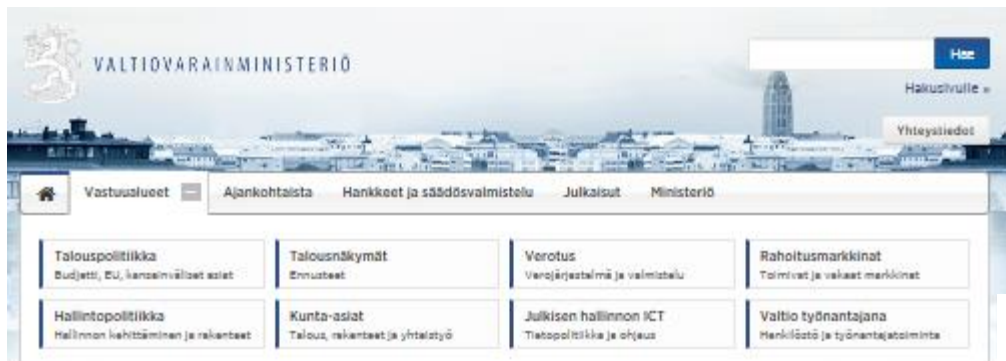 VALTIOVARAINMINISTERIÖ
Hae
Hakusivulle »
Yhteystiedot
Vastuualueet Ajankohtaista Hankkeet ja säädösvalmistelu Julkaisut Ministeriö
Talouspolitiikka Talousnäkymät Verotus Rahoitusmarkkinat
Budjetti, EU, kansainväliset asiat Ennusteet Verojärjestelmä ja valmistelu Toimivat ja vakaat markkinat
Hallintopolitiikka Kunta-asiat Julkisen hallinnon ICT Valtio työnantajana
Hallinnon kehittäminen ja rakenteet Talous, rakenteet ja yhteistyö Tietopolitiikka ja ohjaus Henkilöstö ja työnantajatoiminta